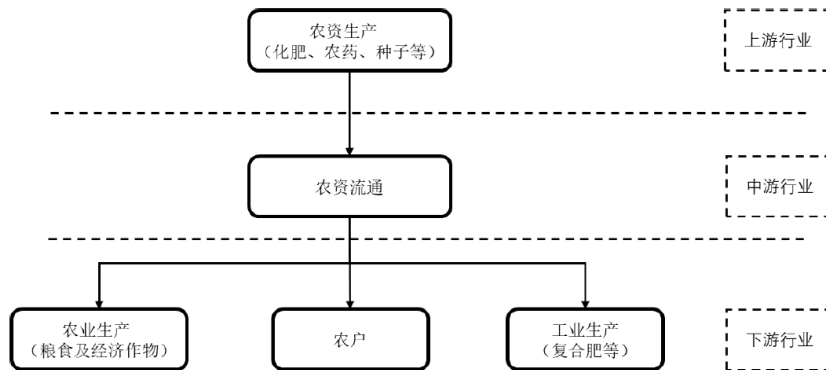 农资生产
（化肥、农药、种子等）
上游行业
农资流通
中游行业
农业生产
（粮食及经济作物）
农户
工业生产
（复合肥等）
下游行业